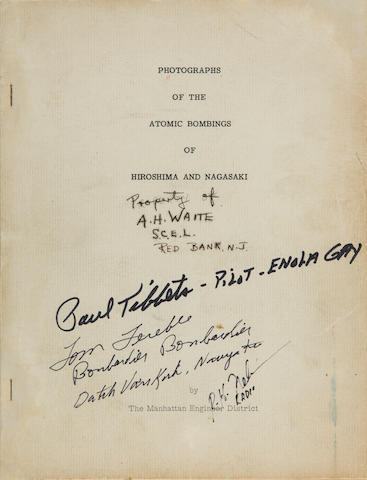 PHOTOGRAPHS
OF THE
ATOMIC BOMBINGS
OF
HIROSHIMA AND NAGASAKI
Property of
A.H. WAITE
S.C.E.L.
RED BANK, N.J.
Paul Tibbets - PILOT - ENOLA GAY
Tom Ferebee
Bombardier Bombardier
Dutch VanKirk, Navigator
by
RADIO
The Manhattan Engineer District